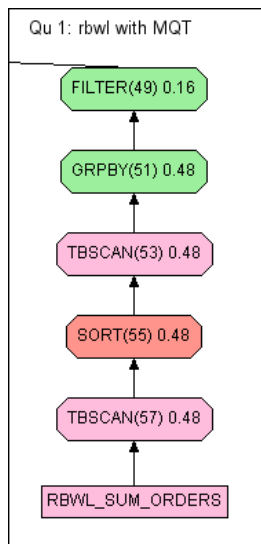 Qu 1: rbwl with MQT
FILTER(49) 0.16
GRPBY(51) 0.48
TBSCAN(53) 0.48
SORT(55) 0.48
TBSCAN(57) 0.48
RBWL_SUM_ORDERS